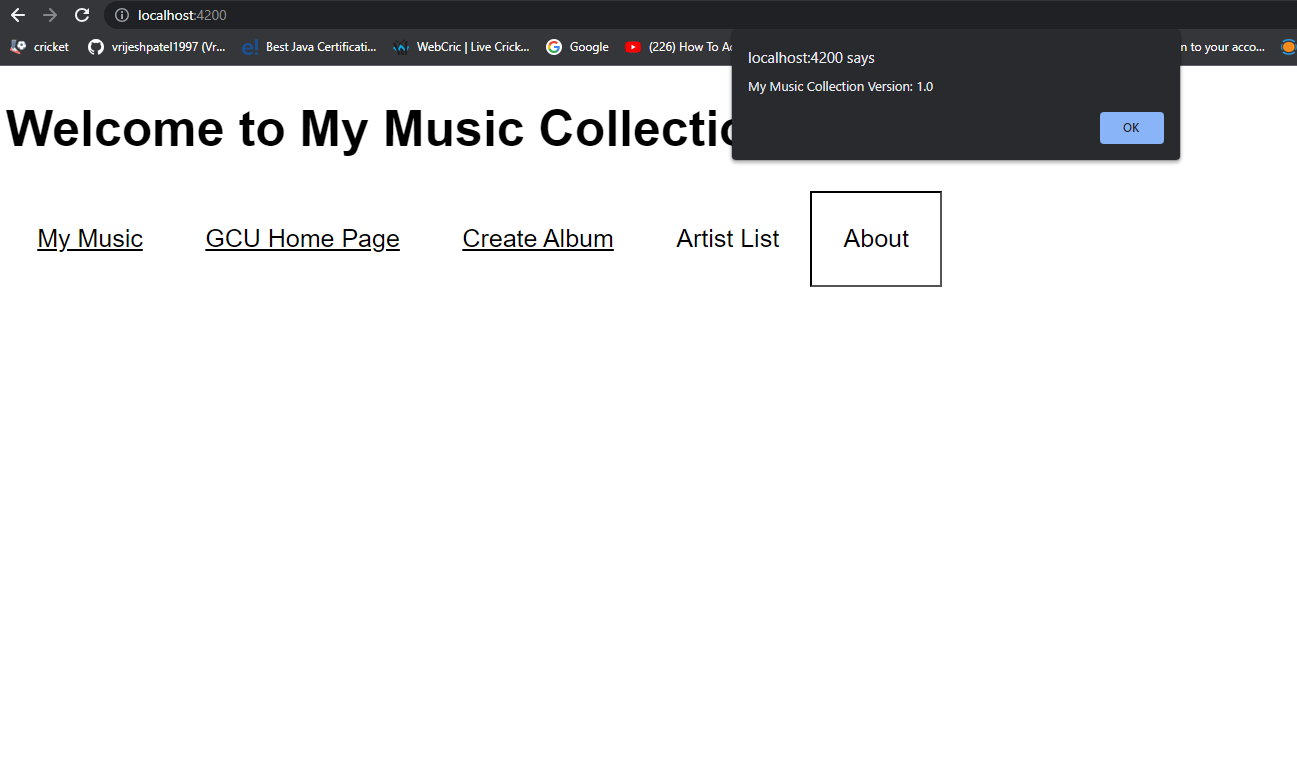 localhost:4200
cricket vrijeshpatel1997 (Vr... Best Java Certificati... WebCric | Live Crick... Google (226) How To n to your acco...
localhost:4200 says
My Music Collection Version: 1.0
OK
Welcome to My Music
My Music GCU Home Page Create Album Artist List About